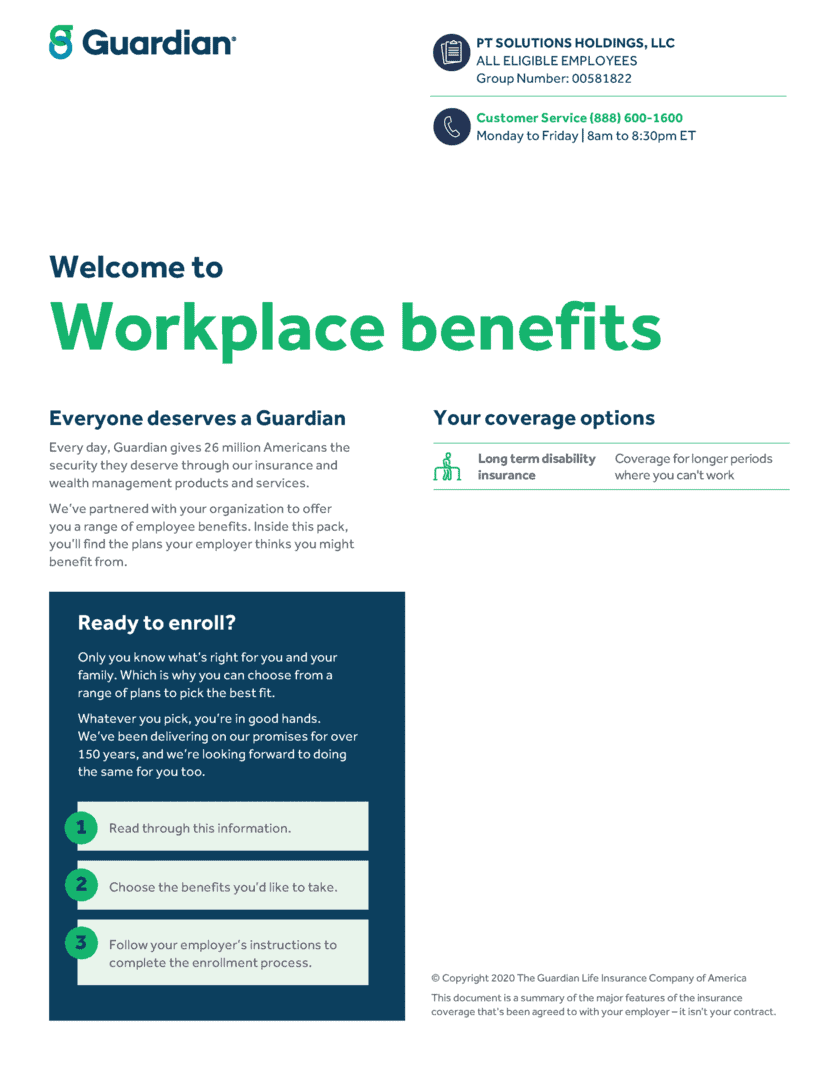 Guardian®
PT SOLUTIONS HOLDINGS, LLC
ALL ELIGIBLE EMPLOYEES
Group Number: 00581822
Customer Service (888) 600-1600
Monday to Friday | 8am to 8:30pm ET
Welcome to
Workplace benefits
Everyone deserves a Guardian
Every day, Guardian gives 26 million Americans the
security they deserve through our insurance and
wealth management products and services.
We've partnered with your organization to offer
you a range of employee benefits. Inside this pack,
you'll find the plans your employer thinks you might
benefit from.
Ready to enroll?
Only you know what's right for you and your
family. Which is why you can choose from a
range of plans to pick the best fit.
Whatever you pick, you're in good hands.
We've been delivering on our promises for over
150 years, and we're looking forward to doing
the same for you too.
1 Read through this information.
2 Choose the benefits you'd like to take.
3 Follow your employer's instructions to
complete the enrollment process.
Your coverage options
Long term disability
insurance
Coverage for longer periods
where you can't work
© Copyright 2020 The Guardian Life Insurance Company of America
This document is a summary of the major features of the insurance
coverage that's been agreed to with your employer – it isn't your contract.